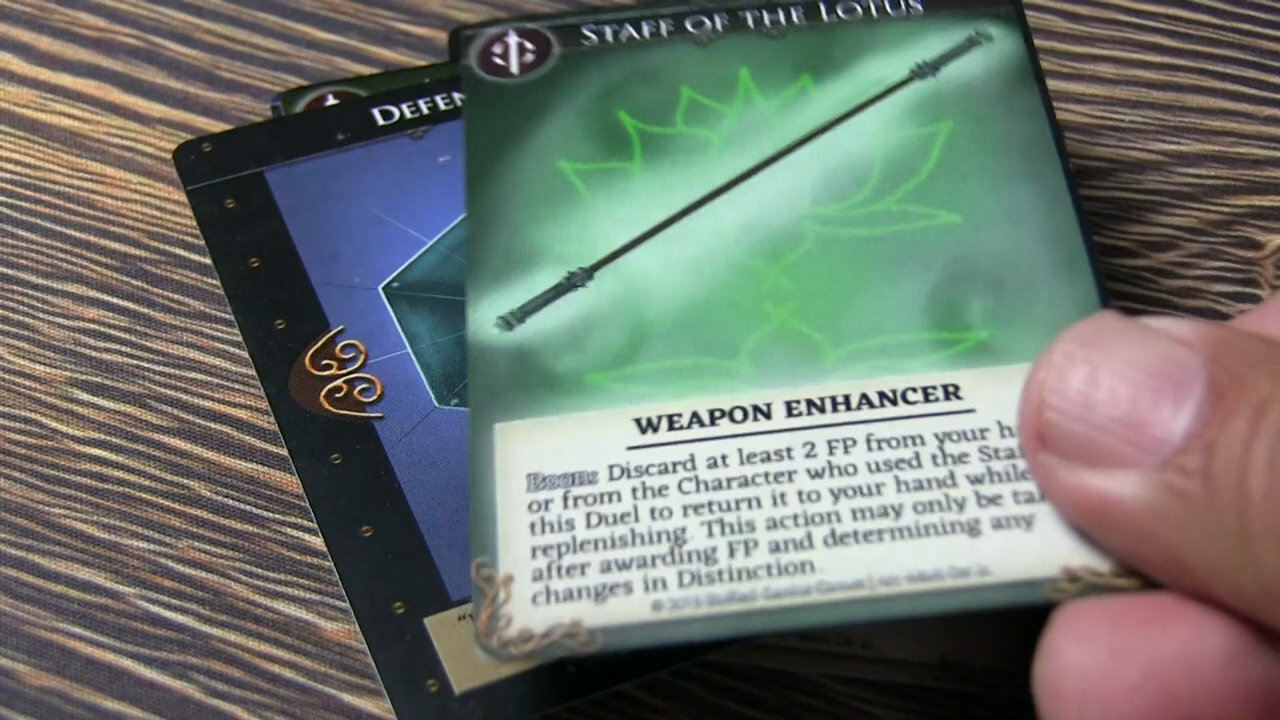 STAFF OF THE LOTUS
DEFEN
WEAPON ENHANCER
Boon: Discard at least 2 FP from your h
or from the Character who used the Sta
this Duel to return it to your hand while
replenishing. This action may only be ta
after awarding FP and determining any
changes in Distinction